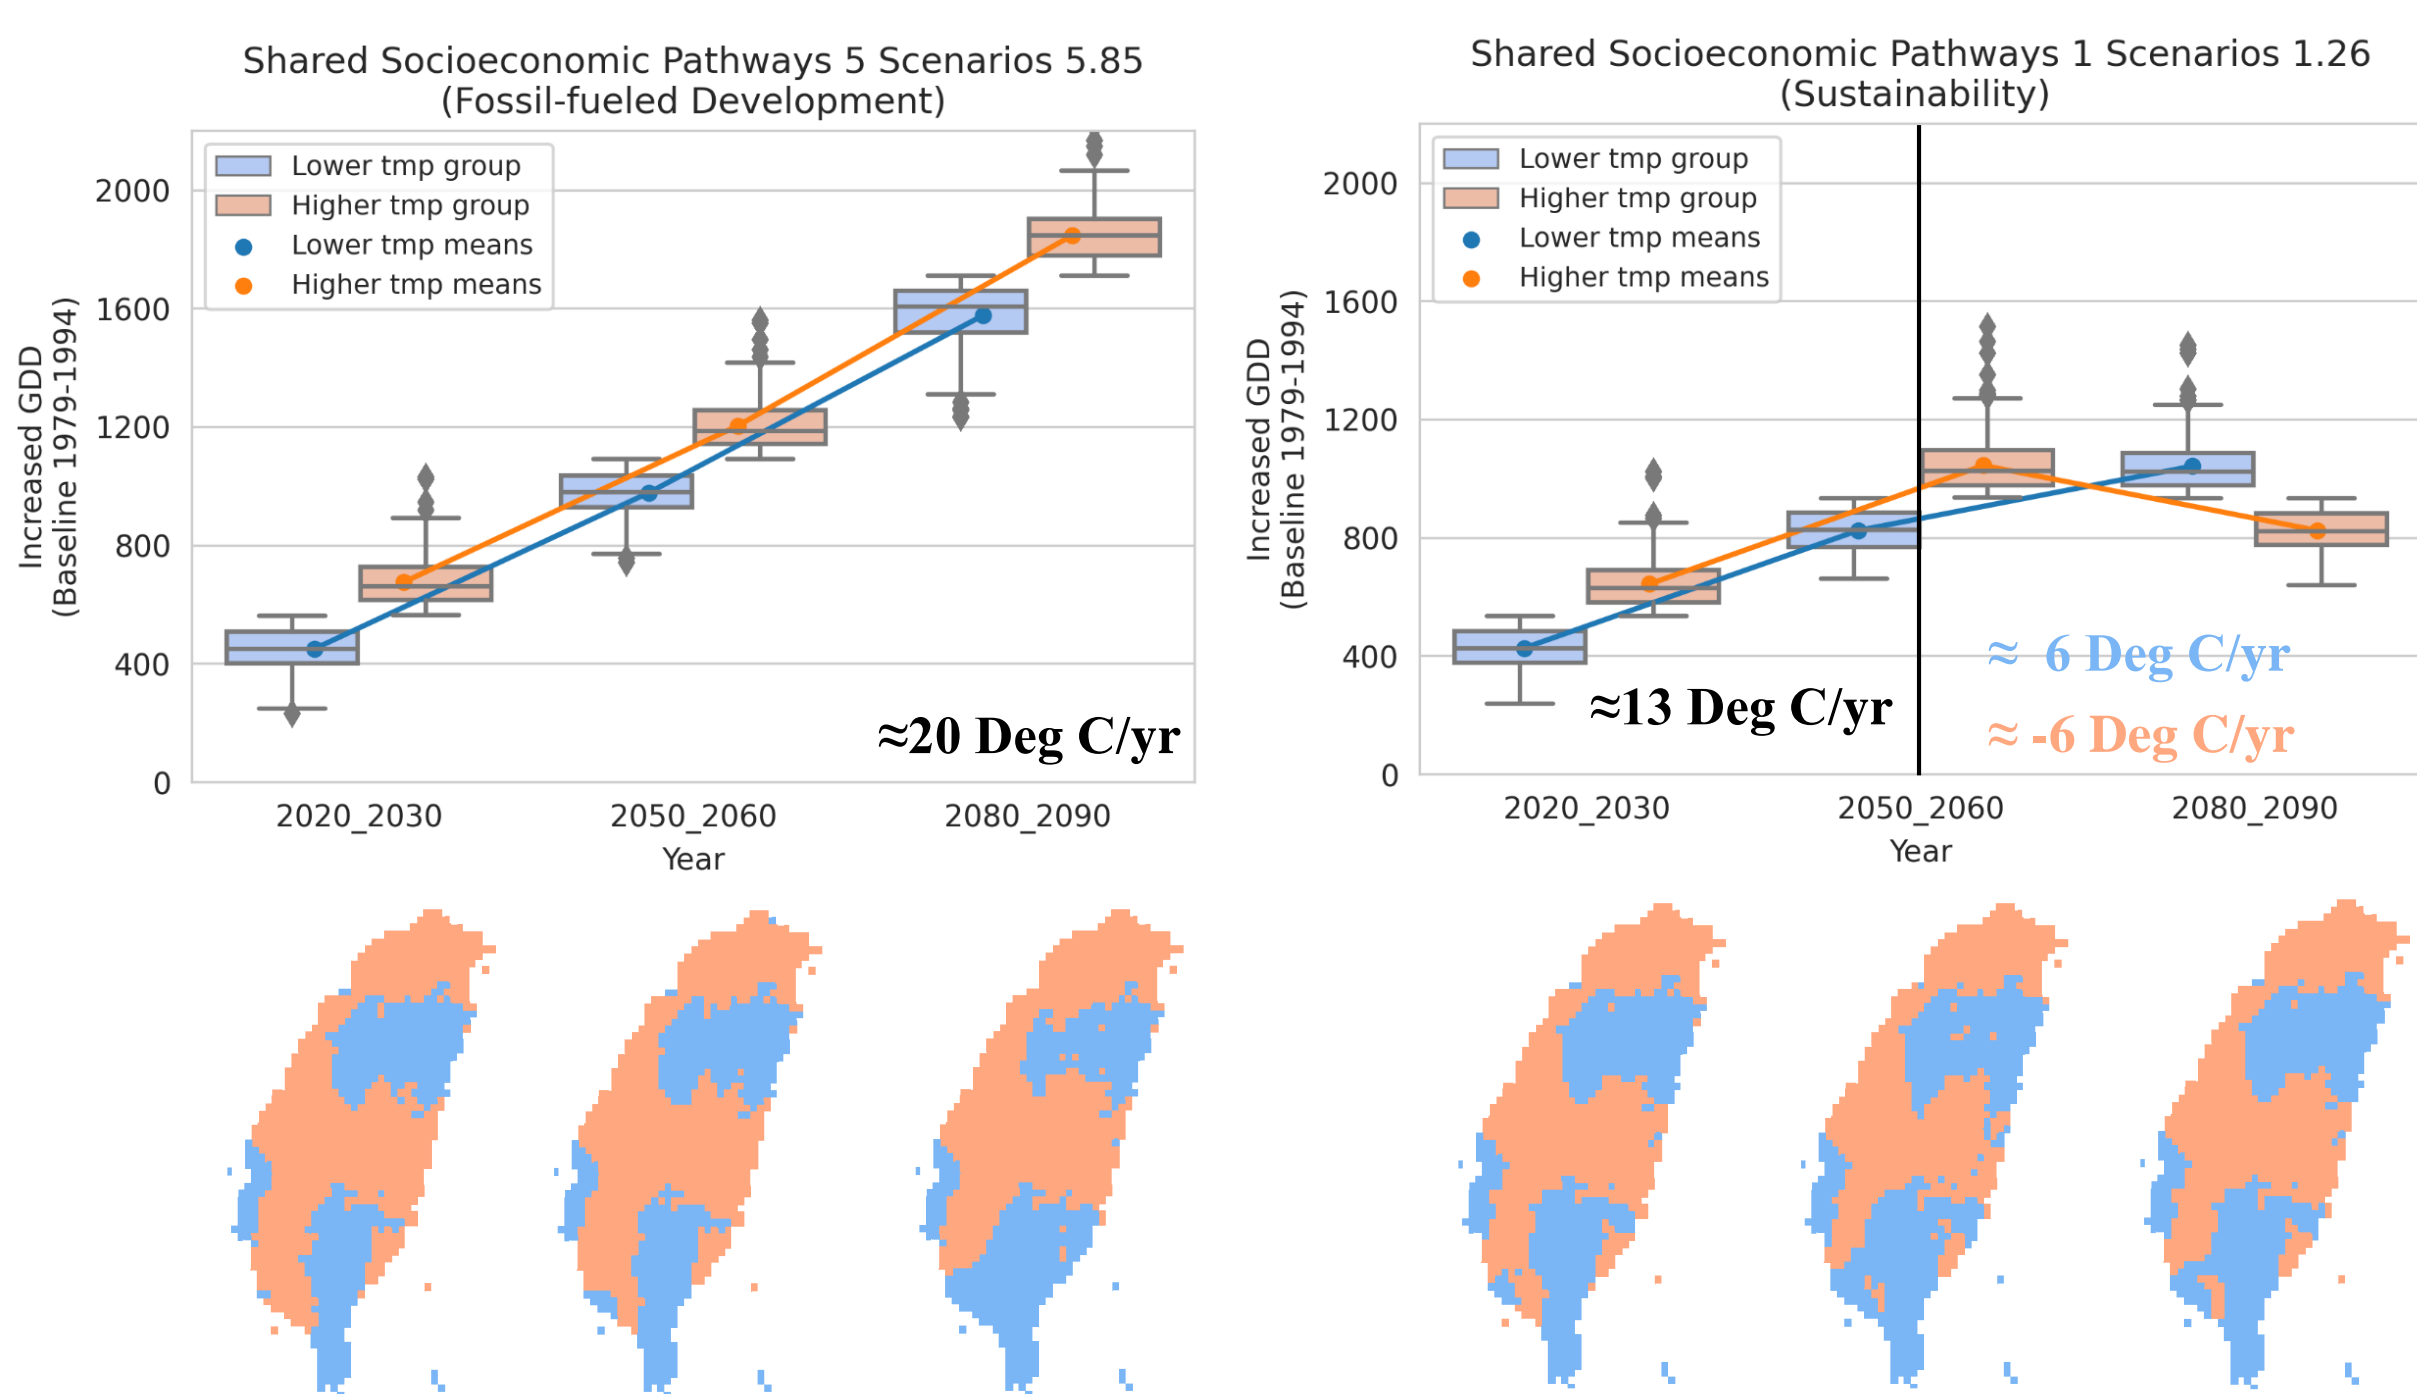 Shared Socioeconomic Pathways 5 Scenarios 5.85
(Fossil-fueled Development)
Lower tmp group
Higher tmp group
Lower tmp means
Higher tmp means
Increased GDD
(Baseline 1979-1994)
2000
1600
1200
800
400
0
≈20 Deg C/yr
2020_2030
2050_2060
2080_2090
Year
Shared Socioeconomic Pathways 1 Scenarios 1.26
(Sustainability)
Lower tmp group
Higher tmp group
Lower tmp means
Higher tmp means
Increased GDD
(Baseline 1979-1994)
2000
1600
1200
800
400
0
≈13 Deg C/yr
≈ 6 Deg C/yr
≈ -6 Deg C/yr
2020_2030
2050_2060
2080_2090
Year